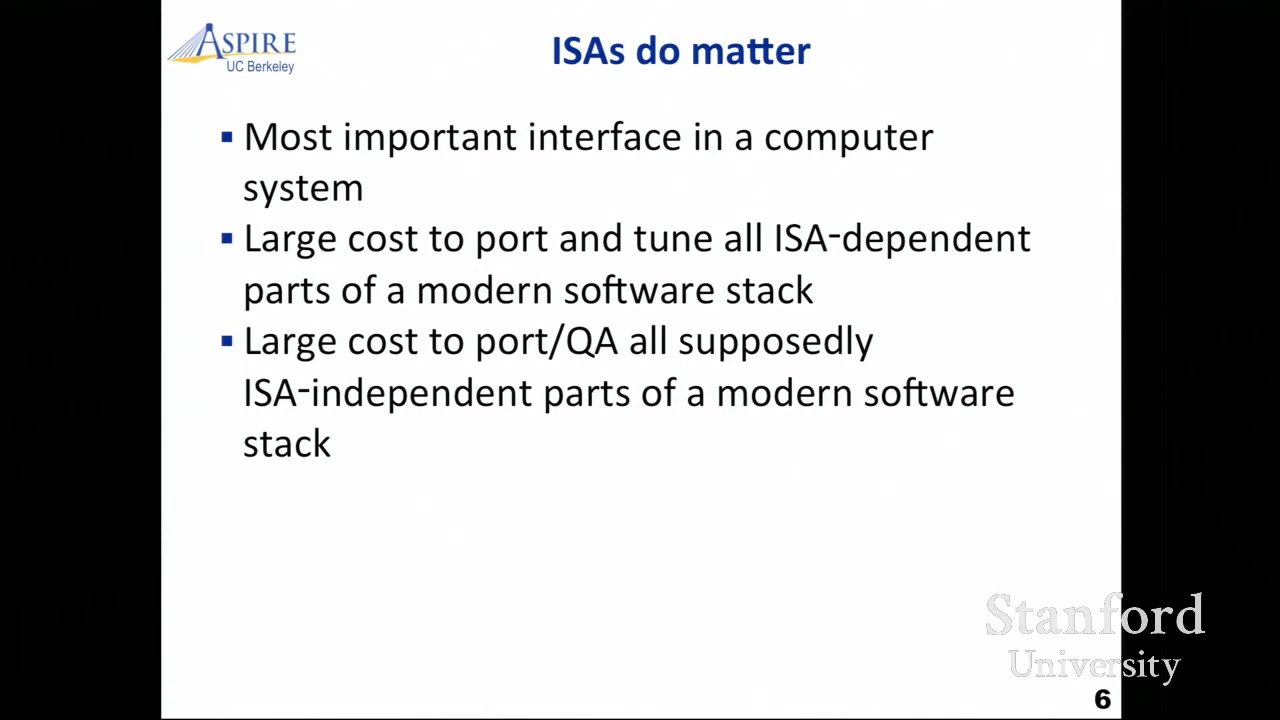 ASPIRE
UC Berkeley
ISAs do matter
▪ Most important interface in a computer
system
▪ Large cost to port and tune all ISA-dependent
parts of a modern software stack
▪ Large cost to port/QA all supposedly
ISA-independent parts of a modern software
stack
Stanford
University
6